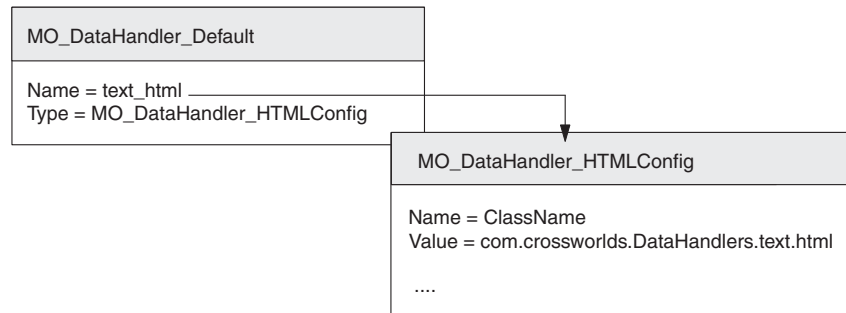 MO_DataHandler_Default
Name = text_html
Type = MO_DataHandler_HTMLConfig
MO_DataHandler_HTMLConfig
Name = ClassName
Value = com.crossworlds.DataHandlers.text.html
....